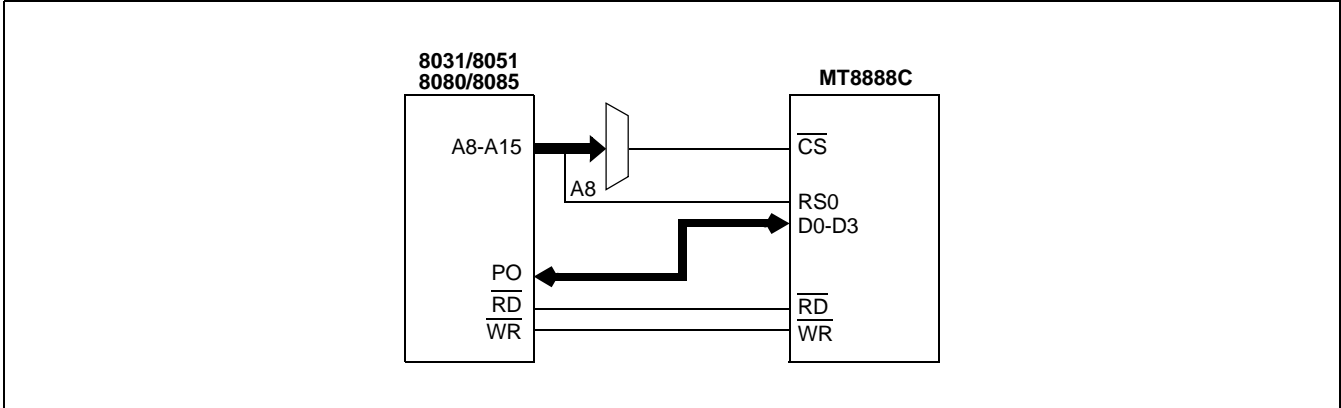 8031/8051
8080/8085
MT8888C
A8-A15
CS
A8
RS0
D0-D3
PO
RD
RD
WR
WR